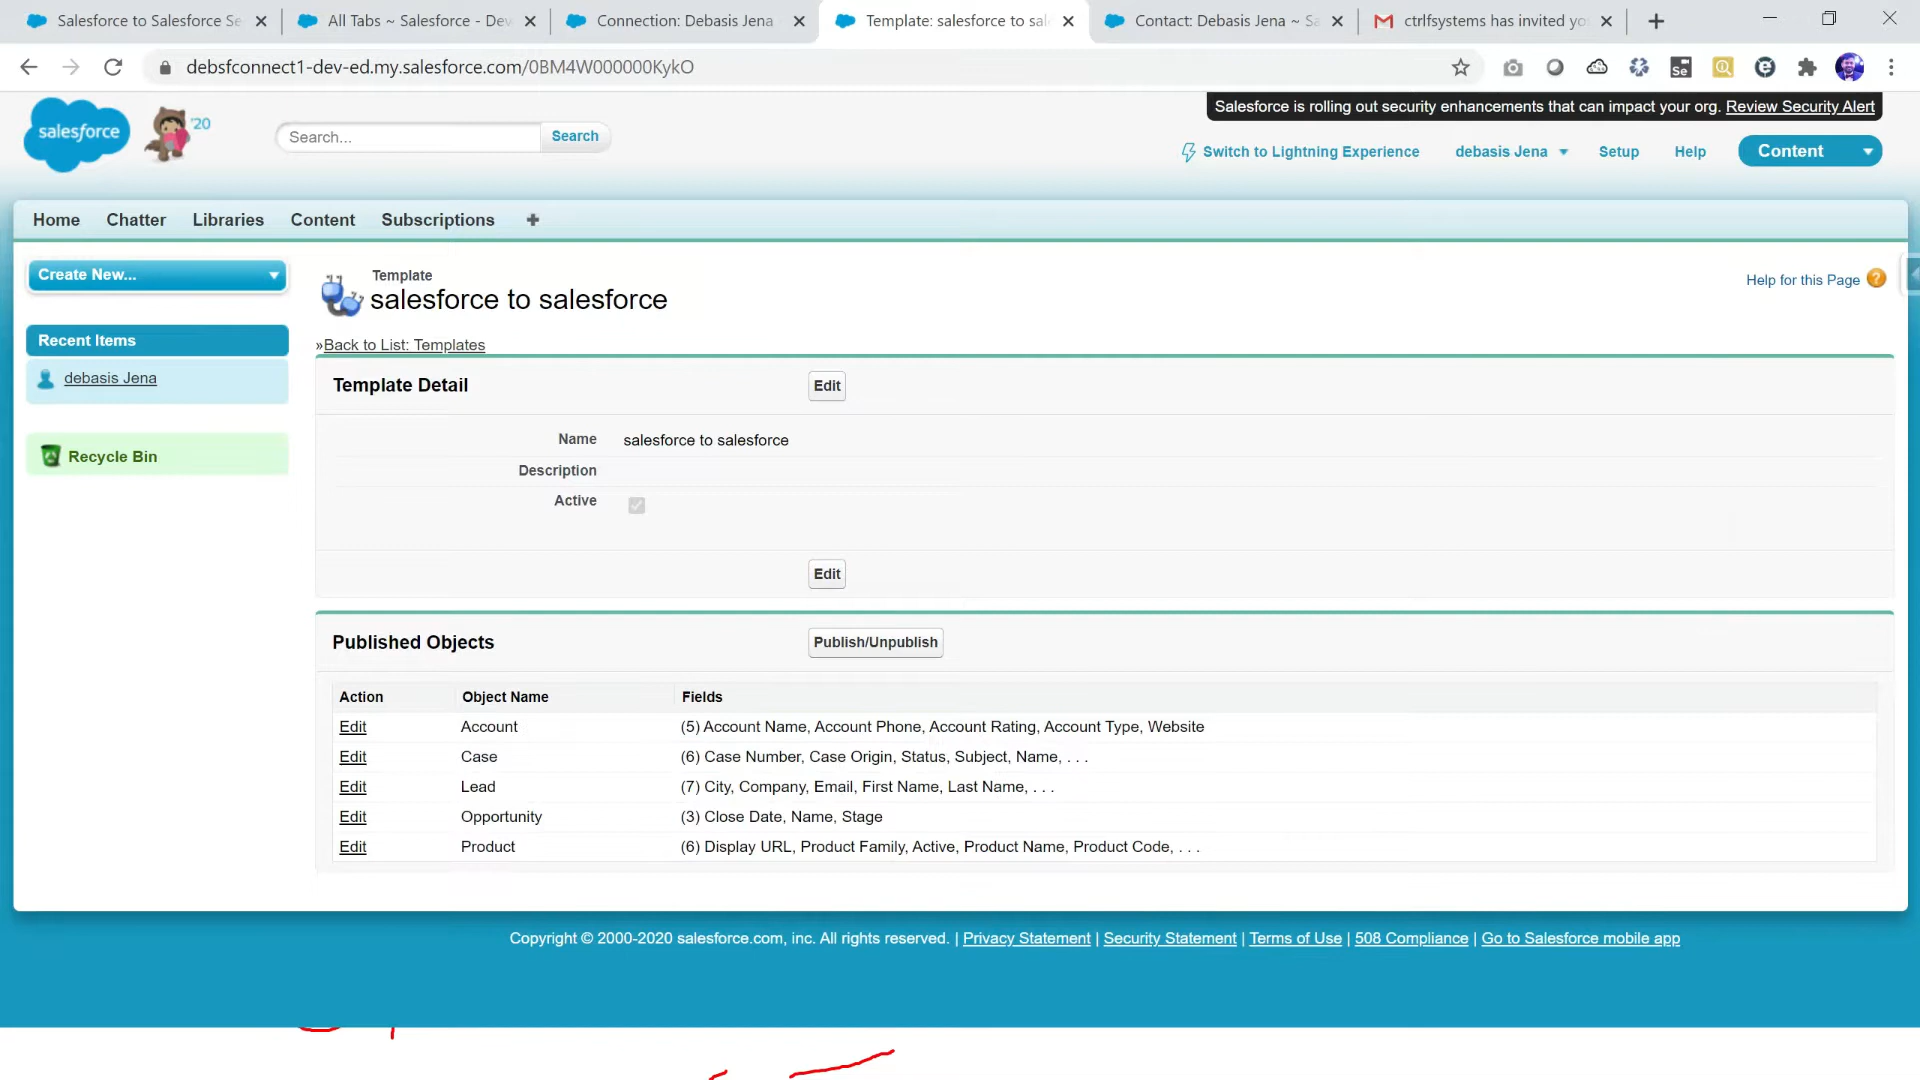 Salesforce to Salesforce Se
All Tabs ~ Salesforce - Dev
Connection: Debasis Jena
Template: salesforce to sal
Contact: Debasis Jena ~ Sa
ctrlfsystems has invited yo
debsfconnect1-dev-ed.my.salesforce.com/0BM4W000000KykO
Se
Salesforce is rolling out security enhancements that can impact your org. Review Security Alert
salesforce
'20
Search...
Search
Switch to Lightning Experience
debasis Jena
Setup
Help
Content
Home
Chatter
Libraries
Content
Subscriptions
Create New...
Recent Items
debasis Jena
Recycle Bin
Template
salesforce to salesforce
Help for this Page
»Back to List: Templates
Template Detail
Edit
Name salesforce to salesforce
Description
Active
Edit
Published Objects
Publish/Unpublish
Action Object Name Fields
Edit Account (5) Account Name, Account Phone, Account Rating, Account Type, Website
Edit Case (6) Case Number, Case Origin, Status, Subject, Name, . . .
Edit Lead (7) City, Company, Email, First Name, Last Name, . . .
Edit Opportunity (3) Close Date, Name, Stage
Edit Product (6) Display URL, Product Family, Active, Product Name, Product Code, . . .
Copyright © 2000-2020 salesforce.com, inc. All rights reserved. | Privacy Statement | Security Statement | Terms of Use | 508 Compliance | Go to Salesforce mobile app